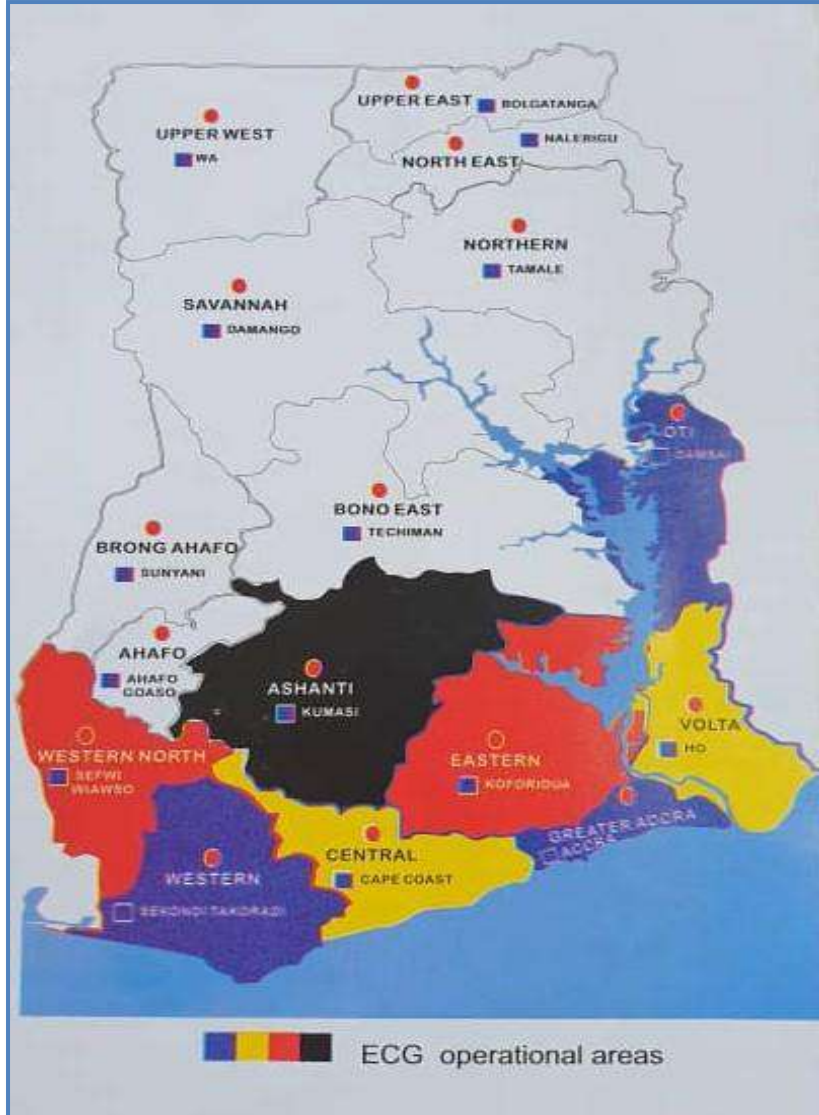 UPPER EAST
BOLGATANGA
UPPER WEST
WA
NALERIGU
NORTH EAST
NORTHERN
TAMALE
SAVANNAH
DAMANGO
OTI
DAMBAI
BONO EAST
TECHIMAN
BRONG AHAFO
SUNYANI
AHAFO
AHAFO
GOASO
ASHANTI
KUMASI
VOLTA
HO
WESTERN NORTH
SEFWI
WIAWSO
EASTERN
KOFORIDUA
GREATER ACCRA
ACCRA
CENTRAL
CAPE COAST
WESTERN
SEKONDI TAKORADI
ECG operational areas